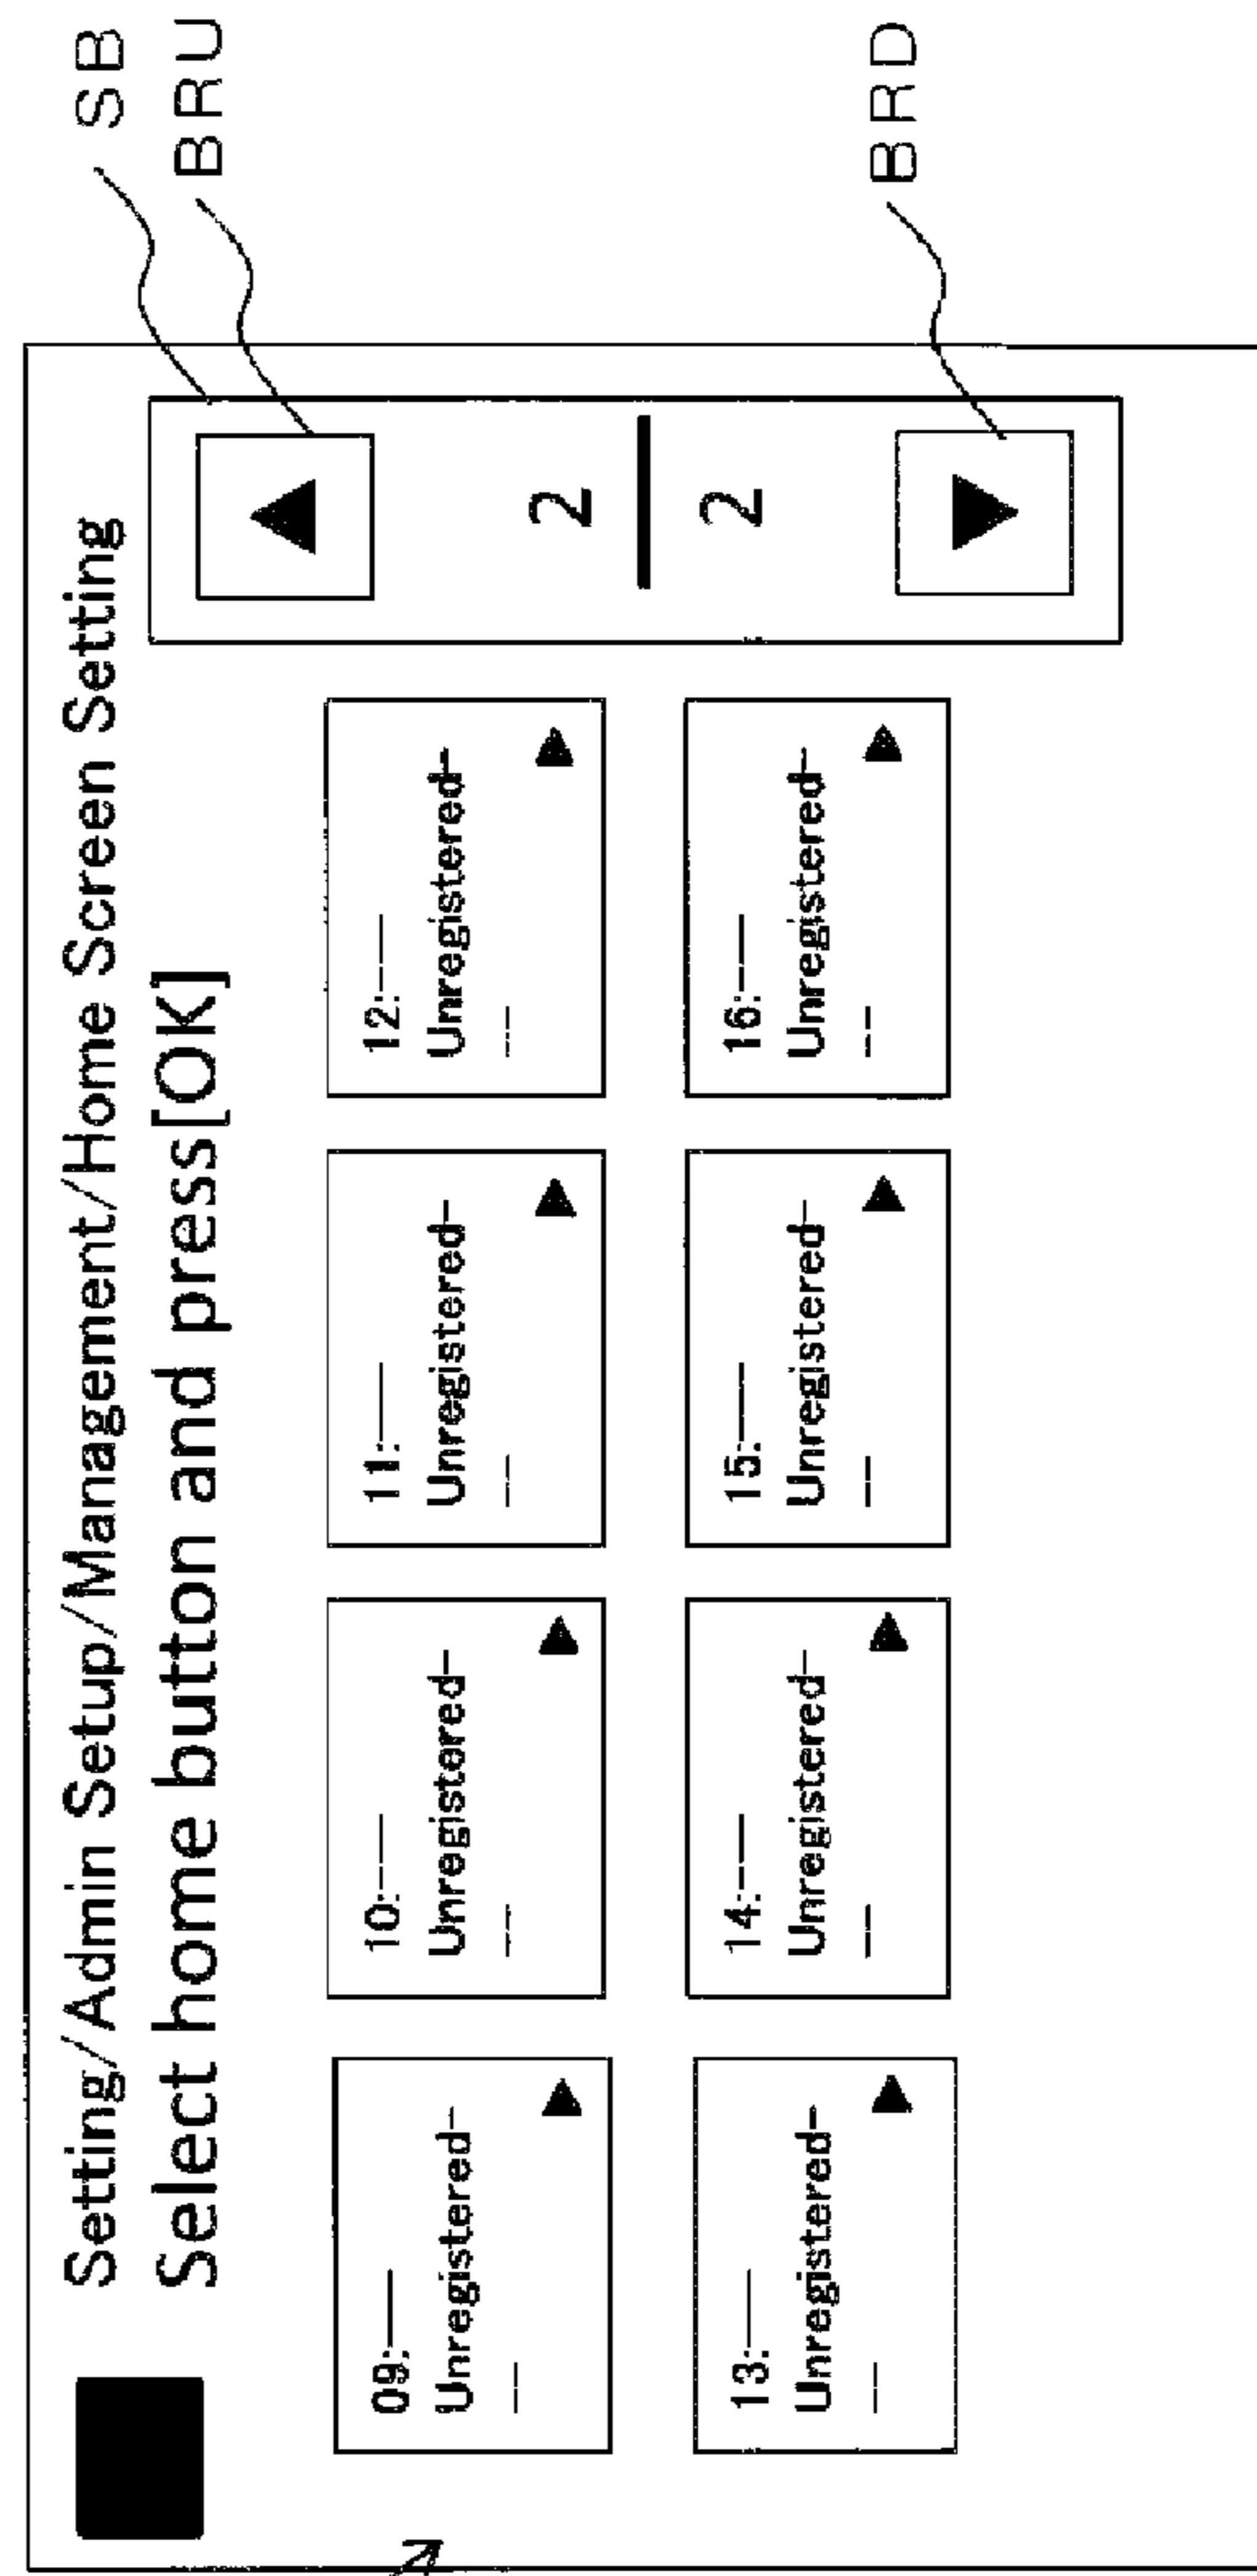 Setting/Admin Setup/Management/Home Screen Setting
Select home button and press[OK]
SB
BRU
09:—— 10:—— 11:—— 12:——
Unregistered– Unregistered– Unregistered– Unregistered–
–– –– –– ––
2
2
13:—— 14:—— 15:—— 16:——
Unregistered– Unregistered– Unregistered– Unregistered–
–– –– –– ––
BRD